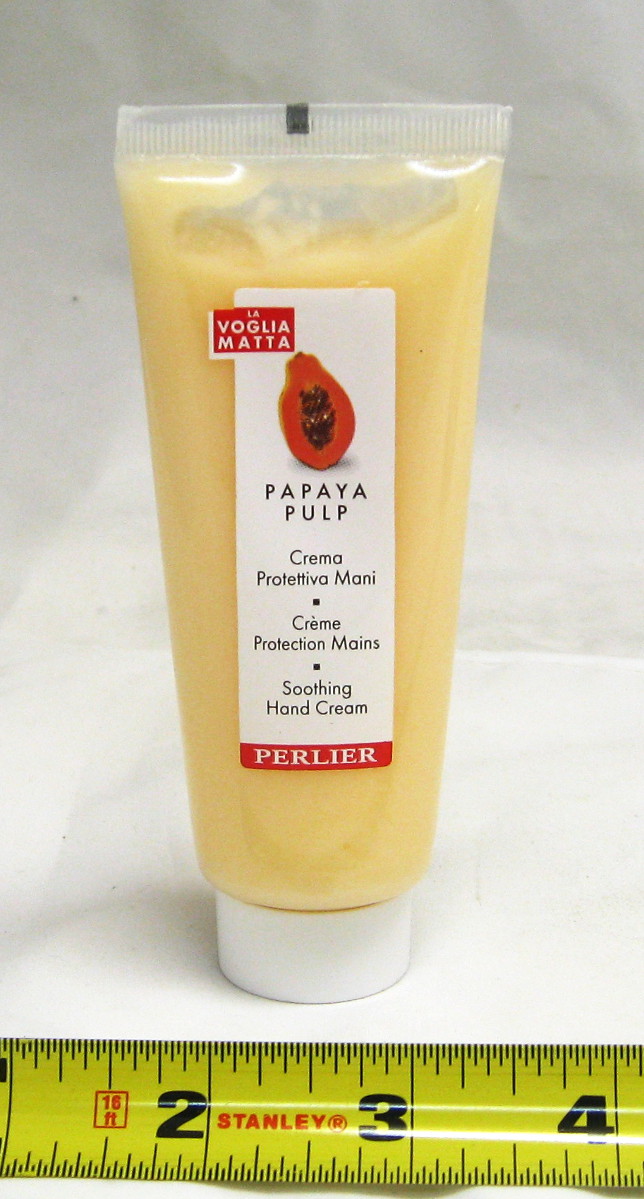 LA
VOGLIA
MATTA
PAPAYA
PULP
Crema
Protettiva Mani
Crème
Protection Mains
Soothing
Hand Cream
PERLIER
16
ft
2 STANLEY® 3 4